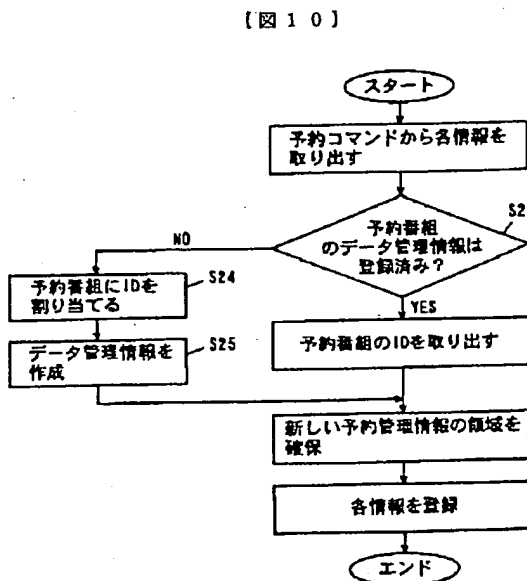 【図１０】
スタート
予約コマンドから各情報を
取り出す
S2
予約番組
のデータ管理情報は
登録済み?
NO
YES
S24
予約番組にIDを
割り当てる
S25
データ管理情報を
作成
予約番組のIDを取り出す
新しい予約管理情報の領域を
確保
各情報を登録
エンド